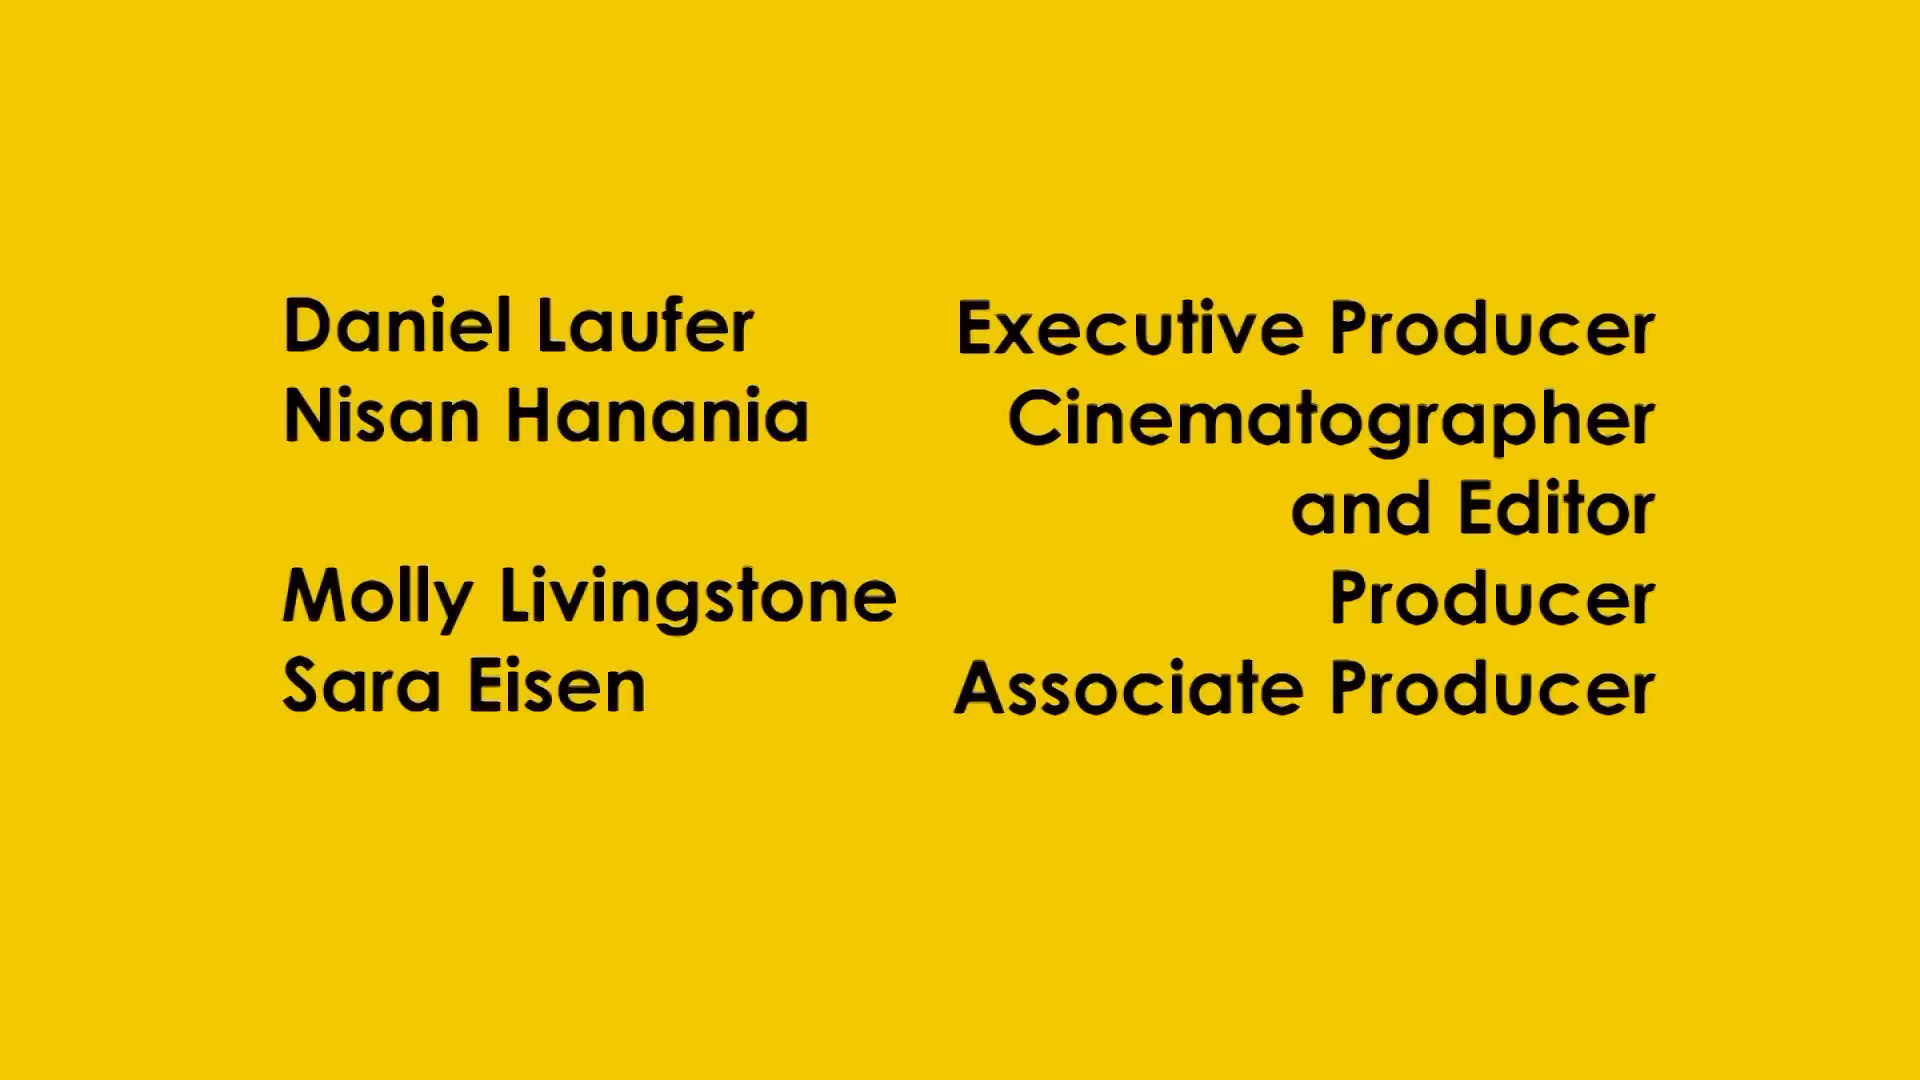 Daniel Laufer Executive Producer
Nisan Hanania Cinematographer
and Editor
Molly Livingstone Producer
Sara Eisen Associate Producer